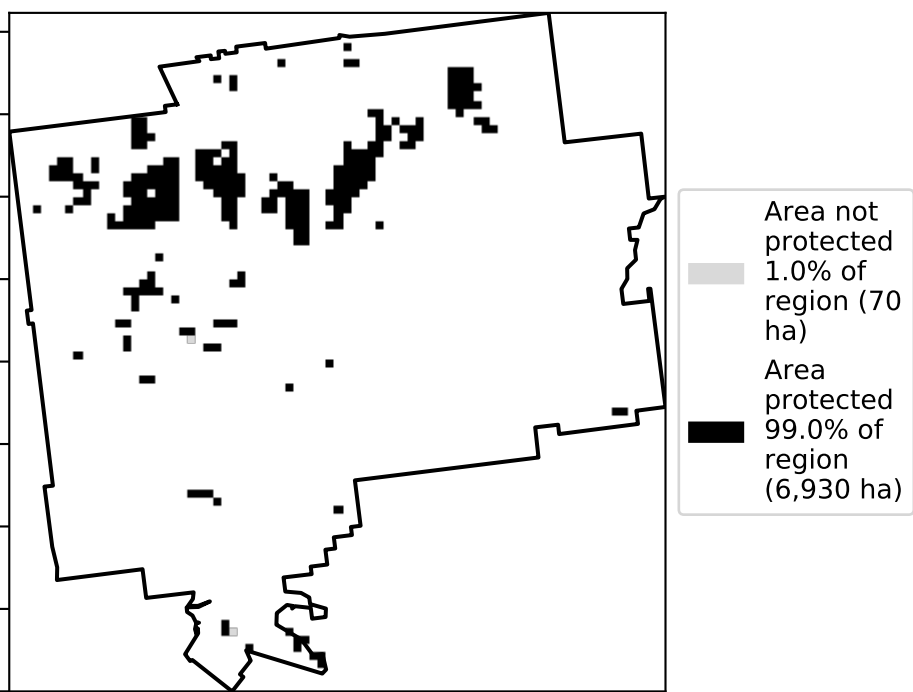 Area not
protected
1.0% of
region (70
ha)
Area
protected
99.0% of
region
(6,930 ha)